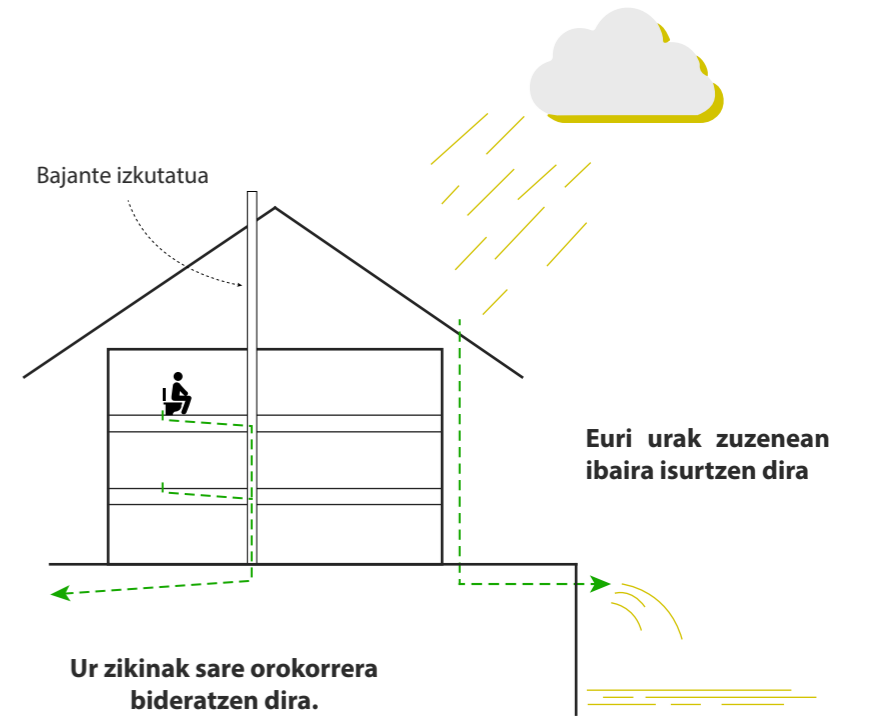 Bajante izkutatua
Euri urak zuzenean
ibaira isurtzen dira
Ur zikinak sare orokorrera
bideratzen dira.